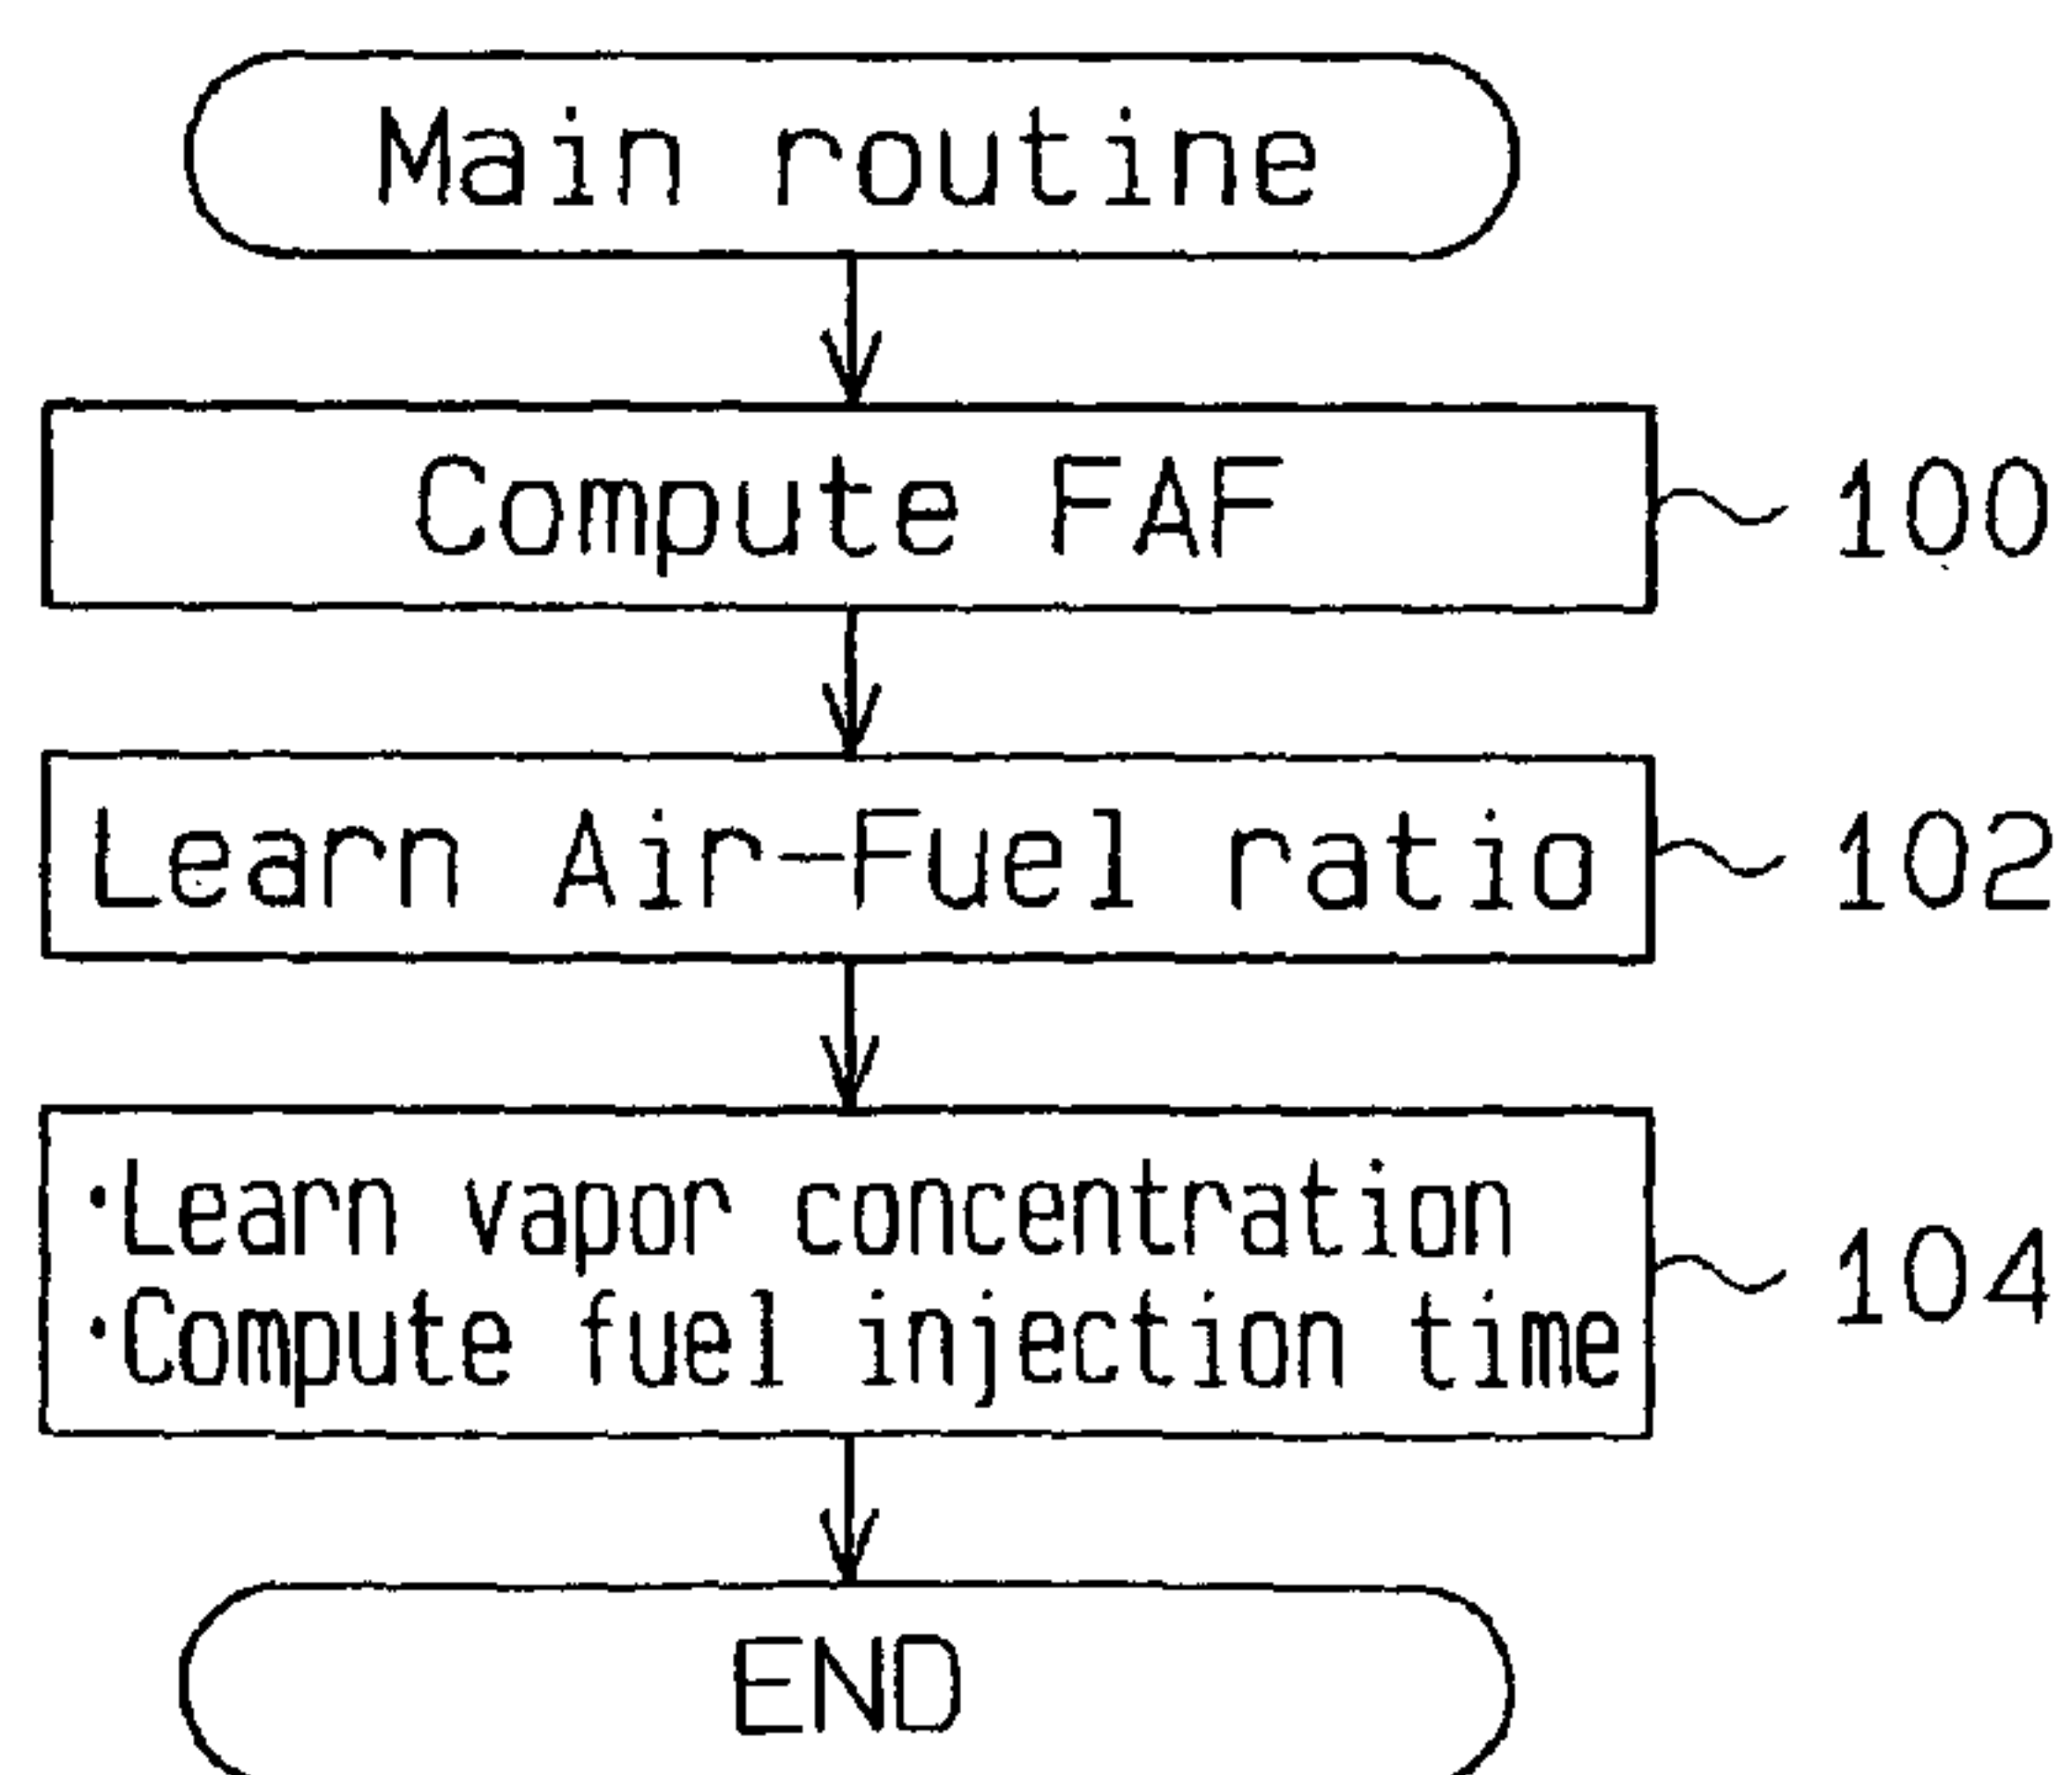 Main routine
Compute FAF
100
Learn Air-Fuel ratio
102
·Learn vapor concentration
·Compute fuel injection time
104
END